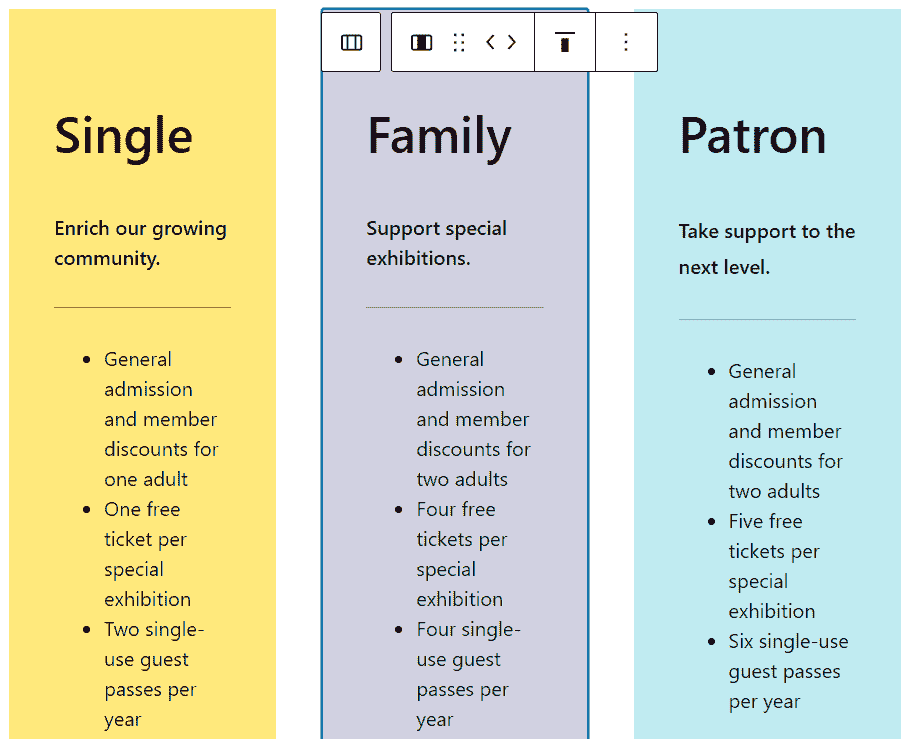 Single
Enrich our growing
community.
• General
admission
and member
discounts for
one adult
• One free
ticket per
special
exhibition
• Two single-
use guest
passes per
year
Family
Support special
exhibitions.
• General
admission
and member
discounts for
two adults
• Four free
tickets per
special
exhibition
• Four single-
use guest
passes per
year
Patron
Take support to the
next level.
• General
admission
and member
discounts for
two adults
• Five free
tickets per
special
exhibition
• Six single-use
guest passes
per year